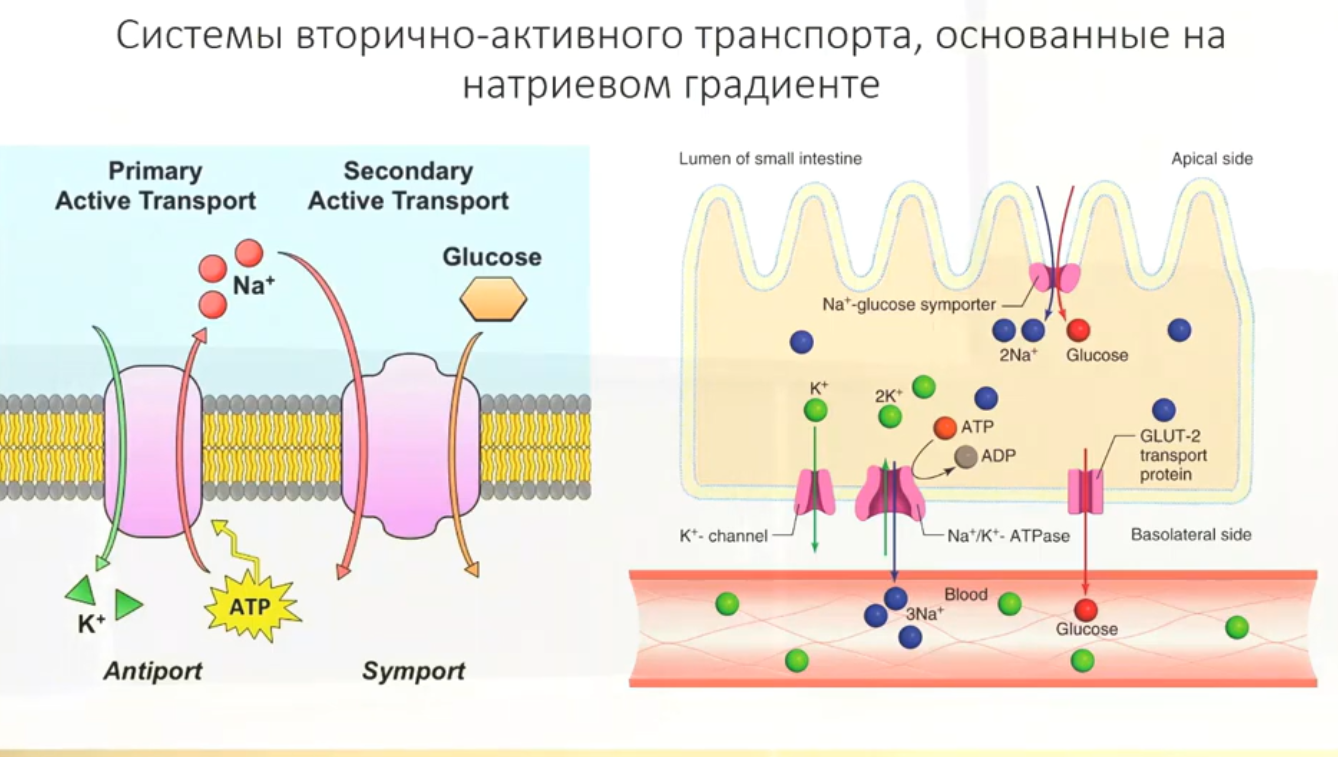 Системы вторично-активного транспорта, основанные на
натриевом градиенте
Primary
Active Transport
Secondary
Active Transport
Na⁺
Glucose
K⁺
ATP
Antiport
Symport
Lumen of small intestine
Apical side
Na⁺-glucose symporter
2Na⁺
Glucose
K⁺
2K⁺
ATP
ADP
GLUT-2
transport
protein
K⁺- channel
Na⁺/K⁺- ATPase
Basolateral side
Blood
3Na⁺
Glucose